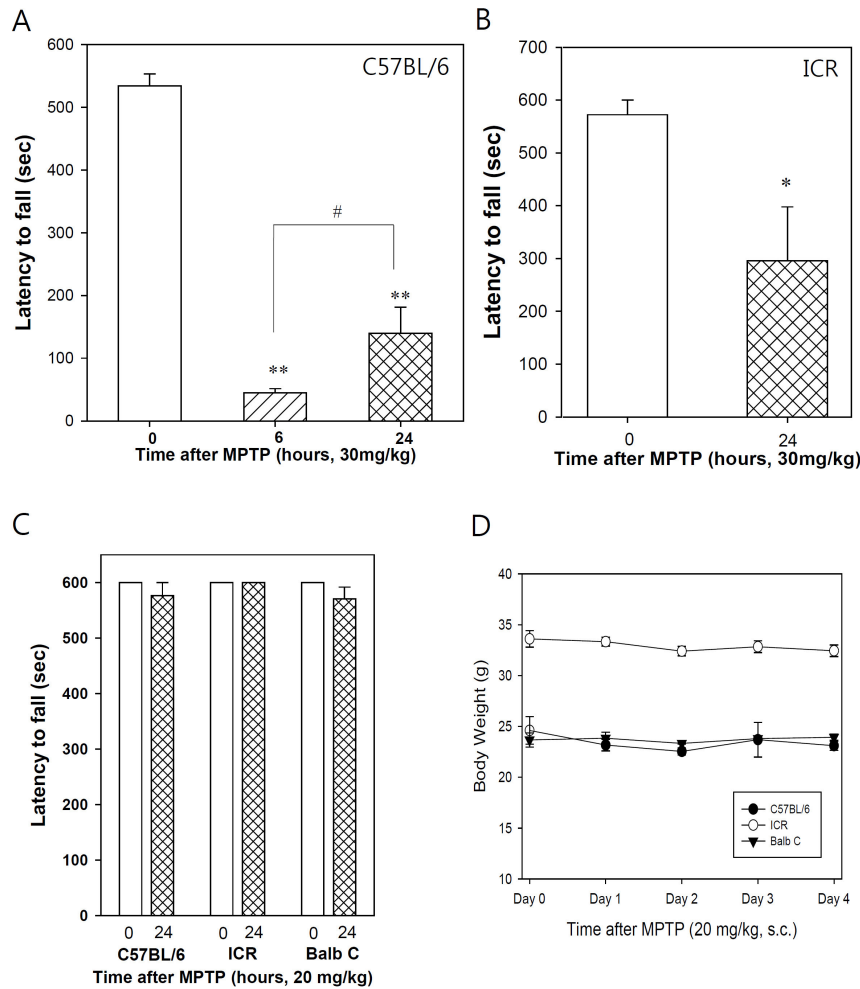 A
C57BL/6
Latency to fall (sec)
600
500
400
300
200
100
0
#
**
**
0 6 24
Time after MPTP (hours, 30mg/kg)
B
ICR
Latency to fall (sec)
700
600
500
400
300
200
100
0
*
0 24
Time after MPTP (hours, 30mg/kg)
C
Latency to fall (sec)
600
600
400
300
200
100
0
0 24 0 24 0 24
C57BL/6 ICR Balb C
Time after MPTP (hours, 20 mg/kg)
D
Body Weight (g)
40
35
30
25
20
15
10
C57BL/6
ICR
Balb C
Day 0 Day 1 Day 2 Day 3 Day 4
Time after MPTP (20 mg/kg, s.c.)